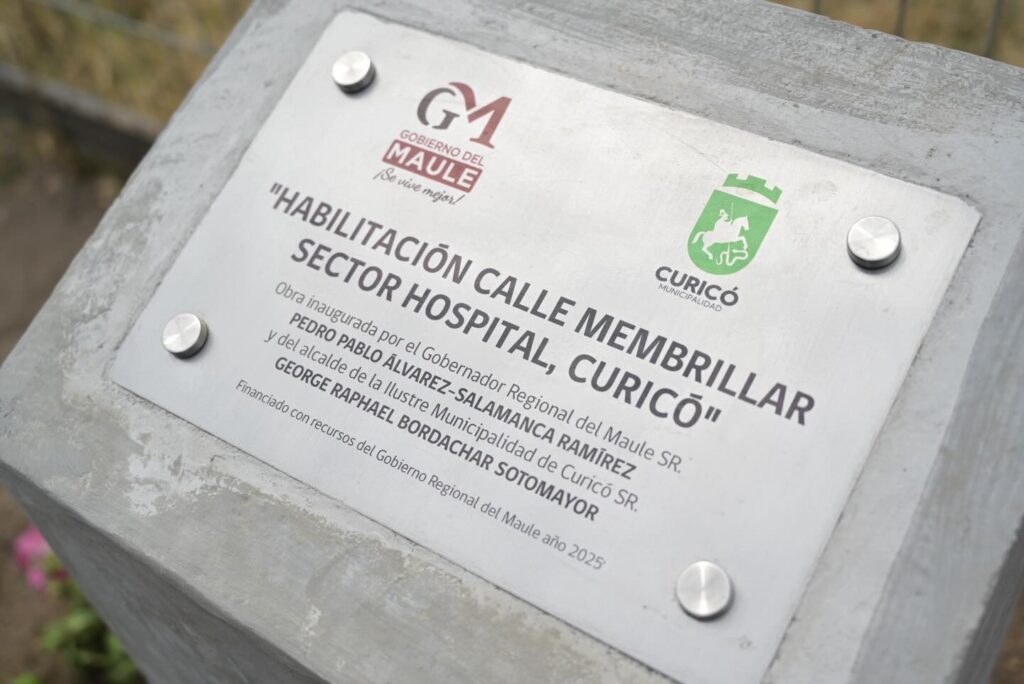 GM
GOBIERNO DEL
MAULE
¡Se vive mejor!
CURICÓ
MUNICIPALIDAD
"HABILITACIÓN CALLE MEMBRILLAR
SECTOR HOSPITAL, CURICÓ"
Obra inaugurada por el Gobernador Regional del Maule SR.
PEDRO PABLO ÁLVAREZ-SALAMANCA RAMÍREZ
y del alcalde de la Ilustre Municipalidad de Curicó SR.
GEORGE RAPHAEL BORDACHAR SOTOMAYOR
Financiado con recursos del Gobierno Regional del Maule año 2025